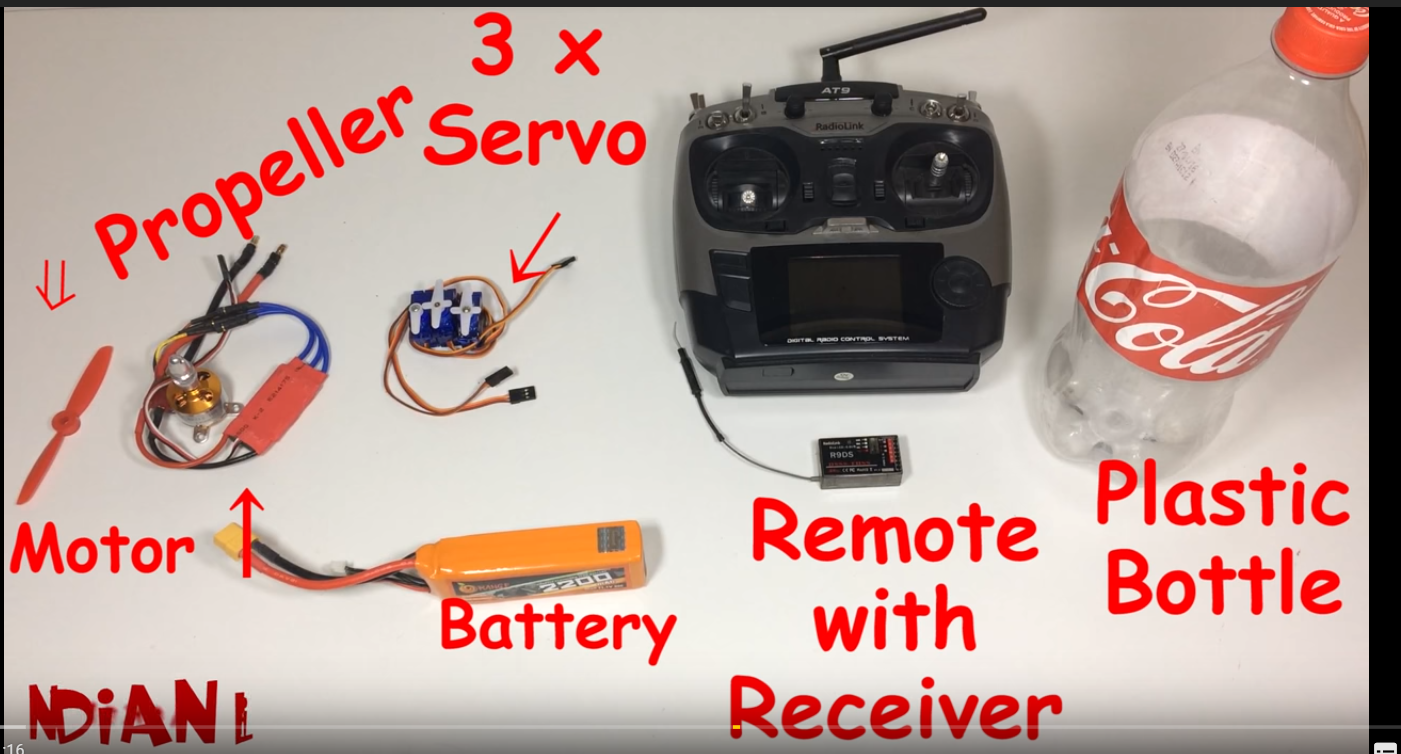 3 x
Servo
Propeller
AT9
RadioLink
DIGITAL RADIO CONTROL SYSTEM
Cola
R9DS
Motor
2200
Battery
Remote
with
Receiver
Plastic
Bottle
NDiAN
:16